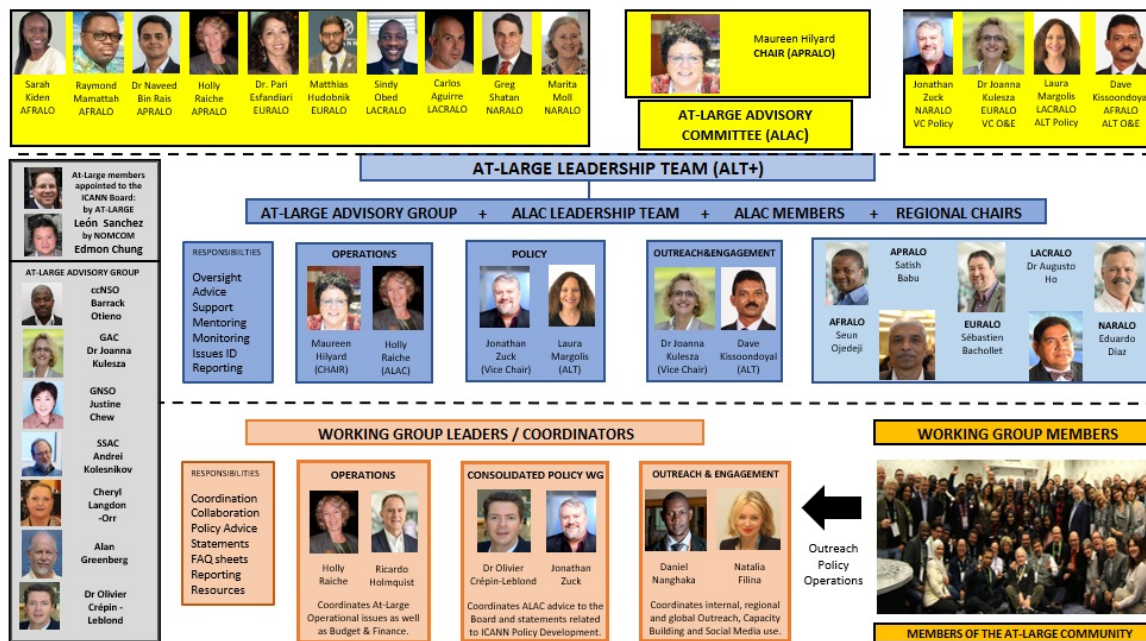 Sarah
Kiden
AFRALO
Raymond
Mamattah
AFRALO
Dr Naveed
Bin Rais
APRALO
Holly
Raiche
APRALO
Dr. Pari
Esfandiari
EURALO
Matthias
Hudobnik
EURALO
Sindy
Obed
LACRALO
Carlos
Aguirre
LACRALO
Greg
Shatan
NARALO
Marita
Moll
NARALO
Maureen Hilyard
CHAIR (APRALO)
AT-LARGE ADVISORY
COMMITTEE (ALAC)
Jonathan
Zuck
NARALO
VC Policy
Dr Joanna
Kulesza
EURALO
VC O&E
Laura
Margolis
LACRALO
ALT Policy
Dave
Kissoondoyal
AFRALO
ALT O&E
At-Large members
appointed to the
ICANN Board:
by AT-LARGE
León Sanchez
by NOMCOM
Edmon Chung
AT-LARGE ADVISORY GROUP
ccNSO
Barrack
Otieno
GAC
Dr Joanna
Kulesza
GNSO
Justine
Chew
SSAC
Andrei
Kolesnikov
Cheryl
Langdon
-Orr
Alan
Greenberg
Dr Olivier
Crépin -
Leblond
AT-LARGE LEADERSHIP TEAM (ALT+)
AT-LARGE ADVISORY GROUP + ALAC LEADERSHIP TEAM + ALAC MEMBERS + REGIONAL CHAIRS
RESPONSIBILTIES
Oversight
Advice
Support
Mentoring
Monitoring
Issues ID
Reporting
OPERATIONS
Maureen
Hilyard
(CHAIR)
Holly
Raiche
(ALAC)
POLICY
Jonathan
Zuck
(Vice Chair)
Laura
Margolis
(ALT)
OUTREACH&ENGAGEMENT
Dr Joanna
Kulesza
(Vice Chair)
Dave
Kissoondoyal
(ALT)
APRALO
Satish
Babu
LACRALO
Dr Augusto
Ho
AFRALO
Seun
Ojedeji
EURALO
Sébastien
Bachollet
NARALO
Eduardo
Diaz
WORKING GROUP LEADERS / COORDINATORS
RESPONSIBILITIES
Coordination
Collaboration
Policy Advice
Statements
FAQ sheets
Reporting
Resources
OPERATIONS
Holly
Raiche
Ricardo
Holmquist
Coordinates At-Large
Operational issues as well
as Budget & Finance.
CONSOLIDATED POLICY WG
Dr Olivier
Crépin-Leblond
Jonathan
Zuck
Coordinates ALAC advice to the
Board and statements related
to ICANN Policy Development.
OUTREACH & ENGAGEMENT
Daniel
Nanghaka
Natalia
Filina
Coordinates internal, regional
and global Outreach, Capacity
Building and Social Media use.
Outreach
Policy
Operations
WORKING GROUP MEMBERS
MEMBERS OF THE AT-LARGE COMMUNITY